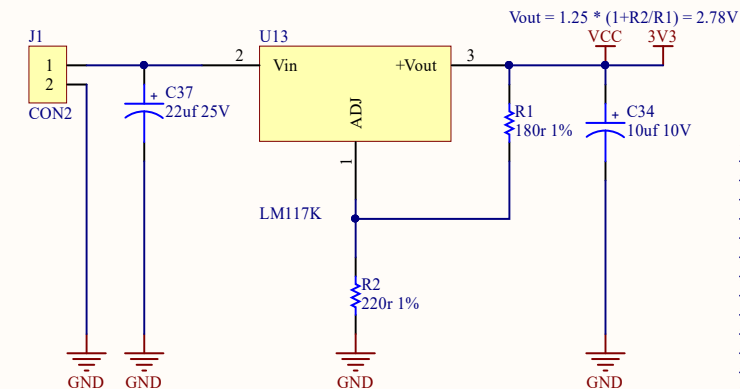 Vout = 1.25 * (1+R2/R1) = 2.78V
VCC 3V3
J1
1
2
CON2
C37
22uf 25V
U13
2
Vin
+Vout
3
ADJ
1
LM117K
R1
180r 1%
C34
10uf 10V
R2
220r 1%
GND GND GND GND